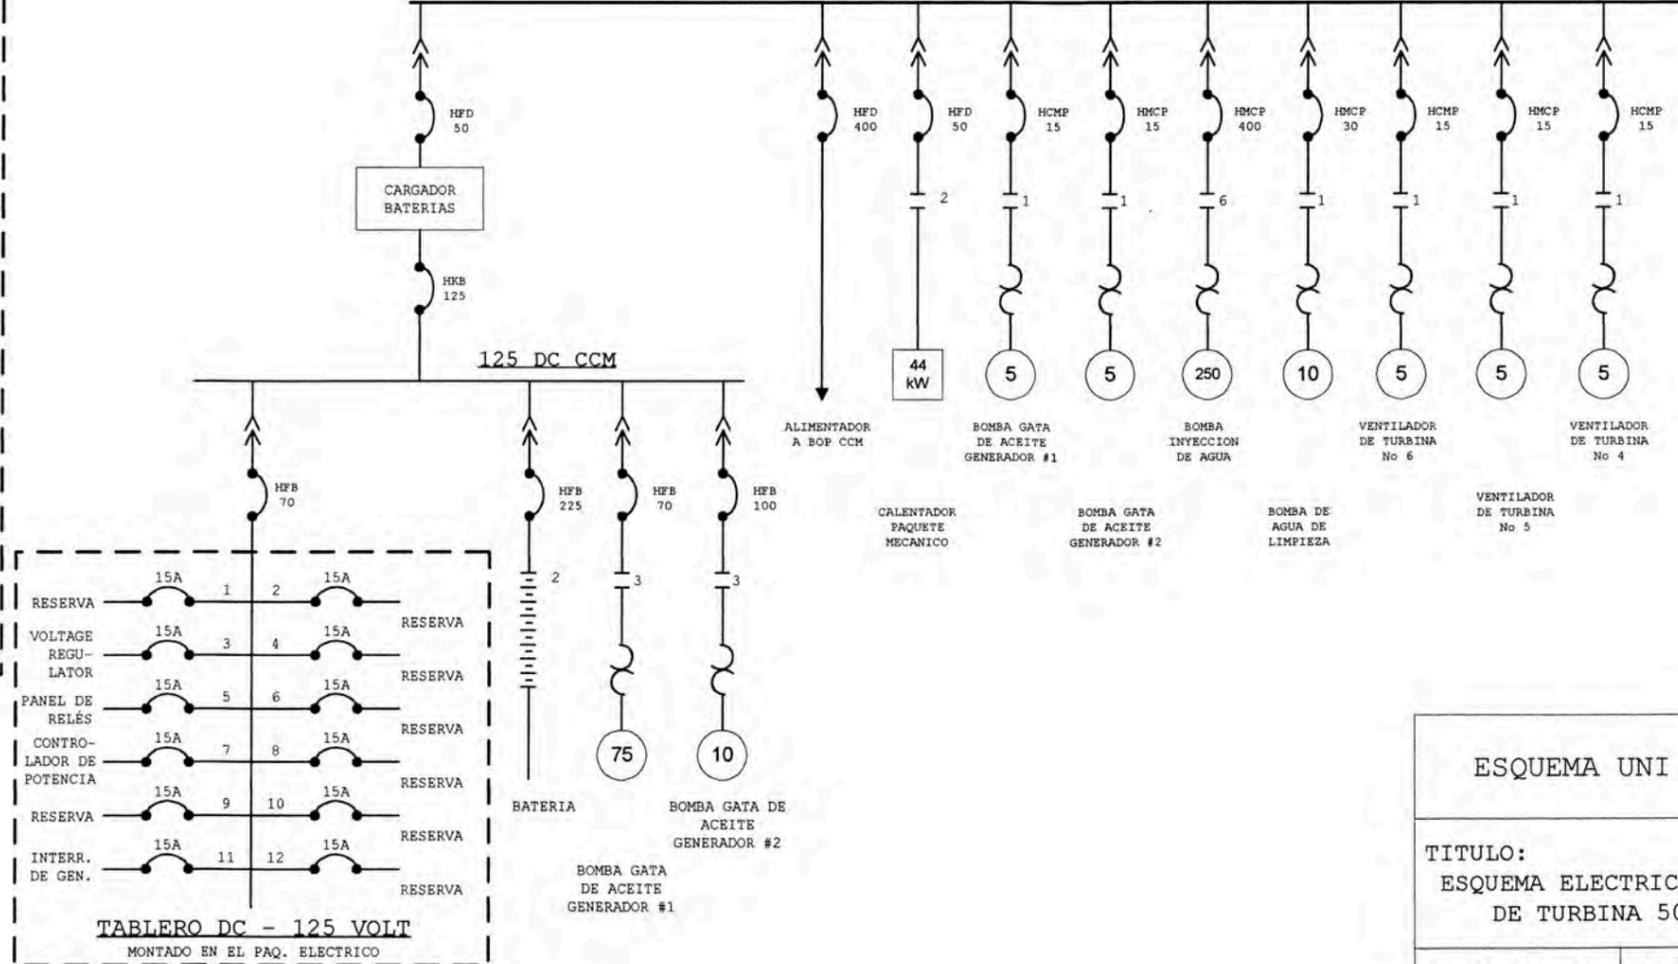 HFD
50
CARGADOR
BATERIAS
HKB
125
125 DC CCM
HFD
400
ALIMENTADOR
A BOP CCM
HFD
50
2
44
kW
CALENTADOR
PAQUETE
MECANICO
HCMP
15
1
5
BOMBA GATA
DE ACEITE
GENERADOR #1
HMCP
15
1
5
BOMBA GATA
DE ACEITE
GENERADOR #2
HMCP
400
6
250
BOMBA
INYECCION
DE AGUA
HMCP
30
1
10
BOMBA DE
AGUA DE
LIMPIEZA
HCMP
15
1
5
VENTILADOR
DE TURBINA
No 6
HMCP
15
1
5
VENTILADOR
DE TURBINA
No 5
HCMP
15
1
5
VENTILADOR
DE TURBINA
No 4
HFB
70
HFB
225
2
BATERIA
HFB
70
3
75
BOMBA GATA
DE ACEITE
GENERADOR #1
HFB
100
3
10
BOMBA GATA DE
ACEITE
GENERADOR #2
RESERVA 15A 1 2 15A RESERVA
VOLTAGE
REGU-
LATOR
15A 3 4 15A RESERVA
PANEL DE
RELÉS
15A 5 6 15A RESERVA
CONTRO-
LADOR DE
POTENCIA
15A 7 8 15A RESERVA
RESERVA 15A 9 10 15A RESERVA
INTERR.
DE GEN.
15A 11 12 15A RESERVA
TABLERO DC - 125 VOLT
MONTADO EN EL PAQ. ELECTRICO
ESQUEMA UNI
TITULO:
ESQUEMA ELECTRIC
DE TURBINA 50